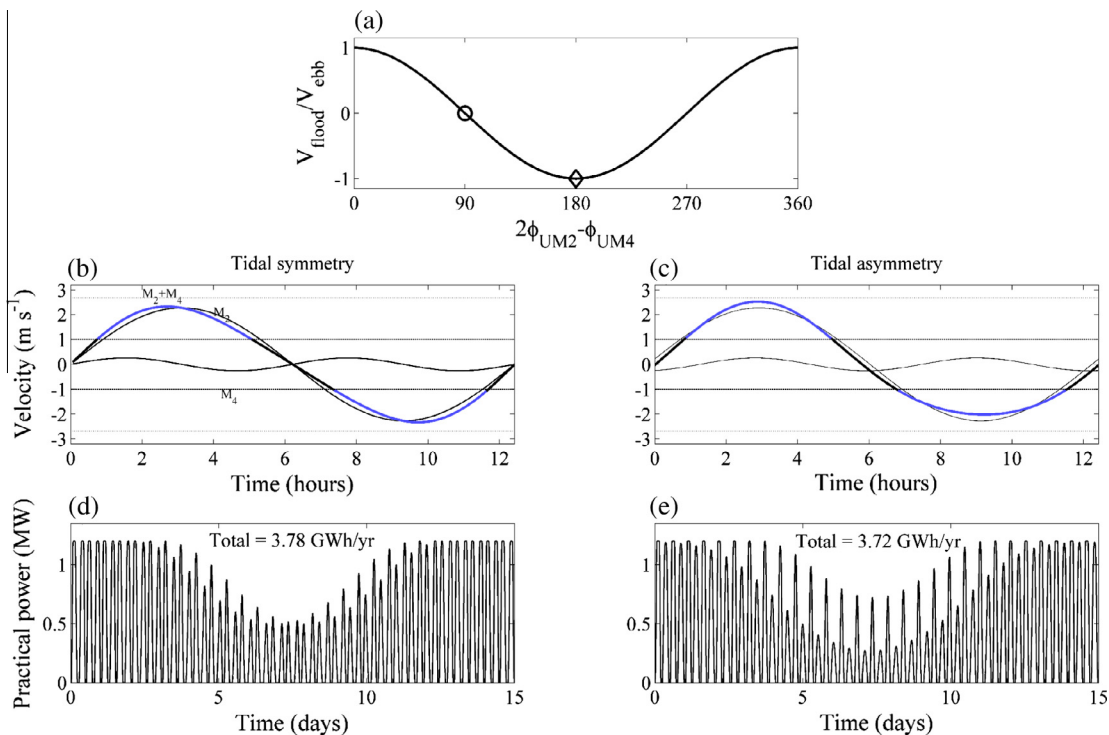 (a)
1
0
-1
V_flood/V_ebb
0 90 180 270 360
2ϕ_UM2-ϕ_UM4
(b)
Tidal symmetry
3
2
1
0
-1
-2
-3
Velocity (m s⁻¹)
M₂+M₄
M₂
M₄
0 2 4 6 8 10 12
Time (hours)
(c)
Tidal asymmetry
3
2
1
0
-1
-2
-3
0 2 4 6 8 10 12
Time (hours)
(d)
Total = 3.78 GWh/yr
1
0.5
0
Practical power (MW)
0 5 10 15
Time (days)
(e)
Total = 3.72 GWh/yr
1
0.5
0
0 5 10 15
Time (days)